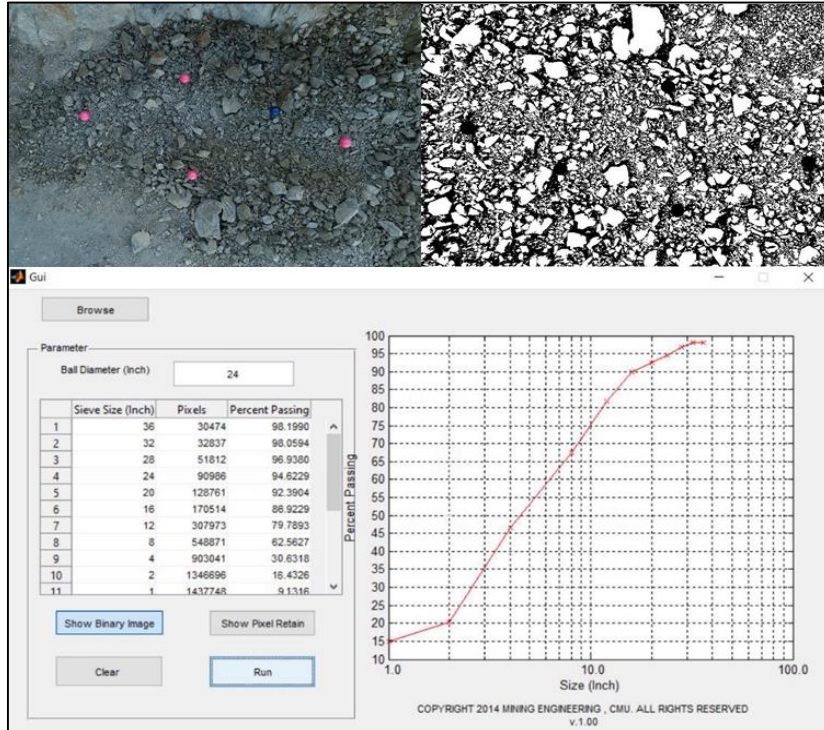 Gui
Browse
Parameter
Ball Diameter (Inch) 24
Sieve Size (Inch) Pixels Percent Passing
1 36 30474 98.1990
2 32 32837 98.0594
3 28 51812 96.9380
4 24 90986 94.6229
5 20 128761 92.3904
6 16 170514 86.9229
7 12 307973 79.7893
8 8 548871 62.5627
9 4 903041 30.6318
10 2 1346696 16.4326
11 1 1437748 9.1316
Show Binary Image Show Pixel Retain
Clear Run
Percent Passing
100
95
90
85
80
75
70
65
60
55
50
45
40
35
30
25
20
15
10
1.0 10.0 100.0
Size (Inch)
COPYRIGHT 2014 MINING ENGINEERING , CMU. ALL RIGHTS RESERVED
v.1.00